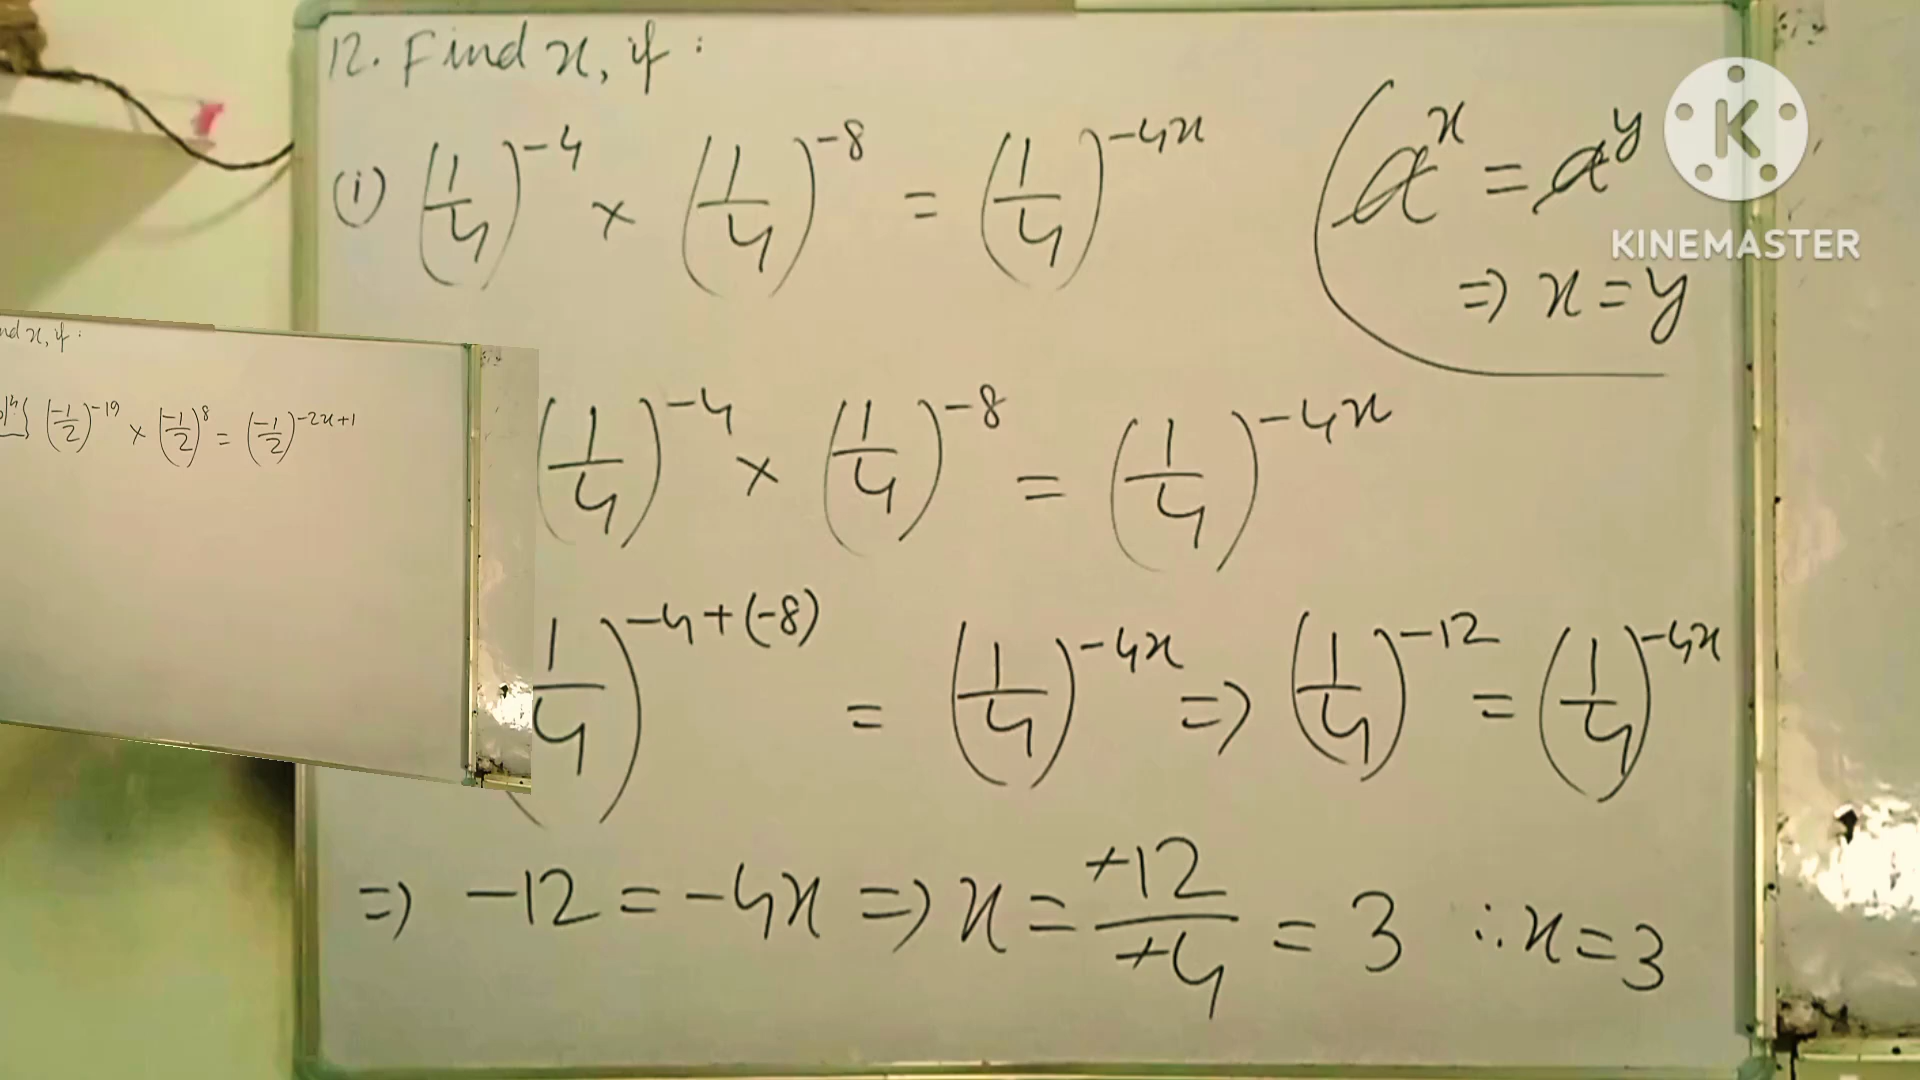 12. Find x, if :
(i) (1/4)^-4 × (1/4)^-8 = (1/4)^-4x
a^x = a^y
⇒ x = y
KINEMASTER
x, if :
(-1/2)^-19 × (-1/2)^8 = (-1/2)^-2x+1
(1/4)^-4 × (1/4)^-8 = (1/4)^-4x
1/4)^-4+(-8) = (1/4)^-4x ⇒ (1/4)^-12 = (1/4)^-4x
⇒ -12 = -4x ⇒ x = +12/+4 = 3 ∴ x = 3